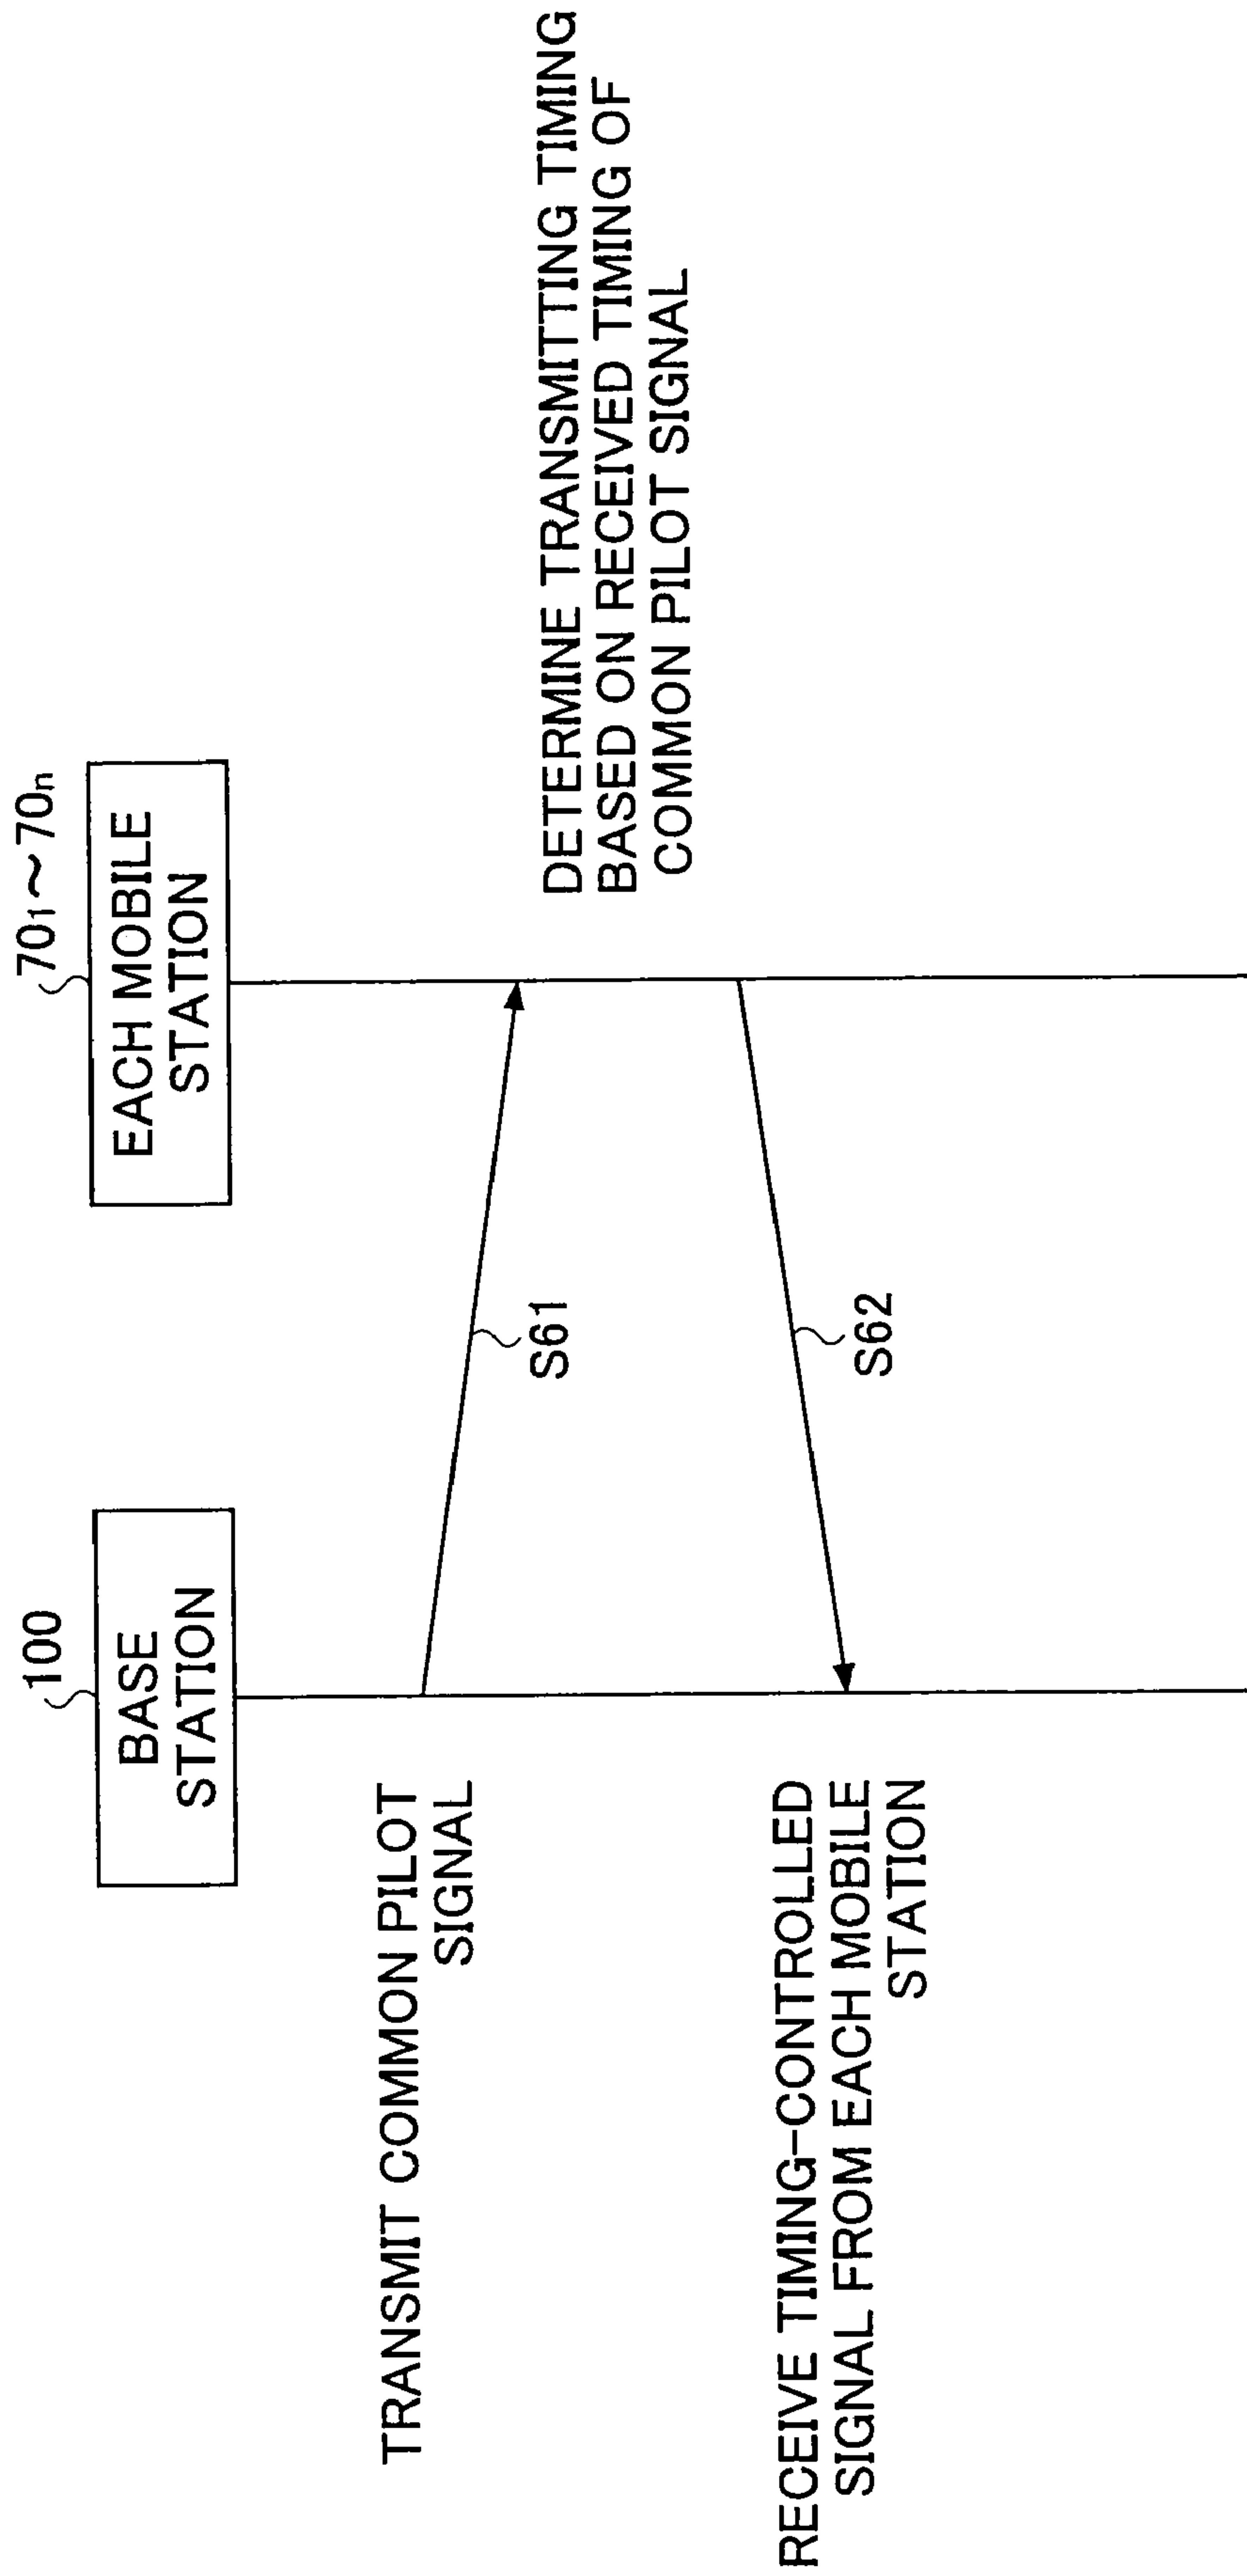 100
BASE
STATION
70₁~70ₙ
EACH MOBILE
STATION
TRANSMIT COMMON PILOT
SIGNAL
S61
DETERMINE TRANSMITTING TIMING
BASED ON RECEIVED TIMING OF
COMMON PILOT SIGNAL
S62
RECEIVE TIMING-CONTROLLED
SIGNAL FROM EACH MOBILE
STATION